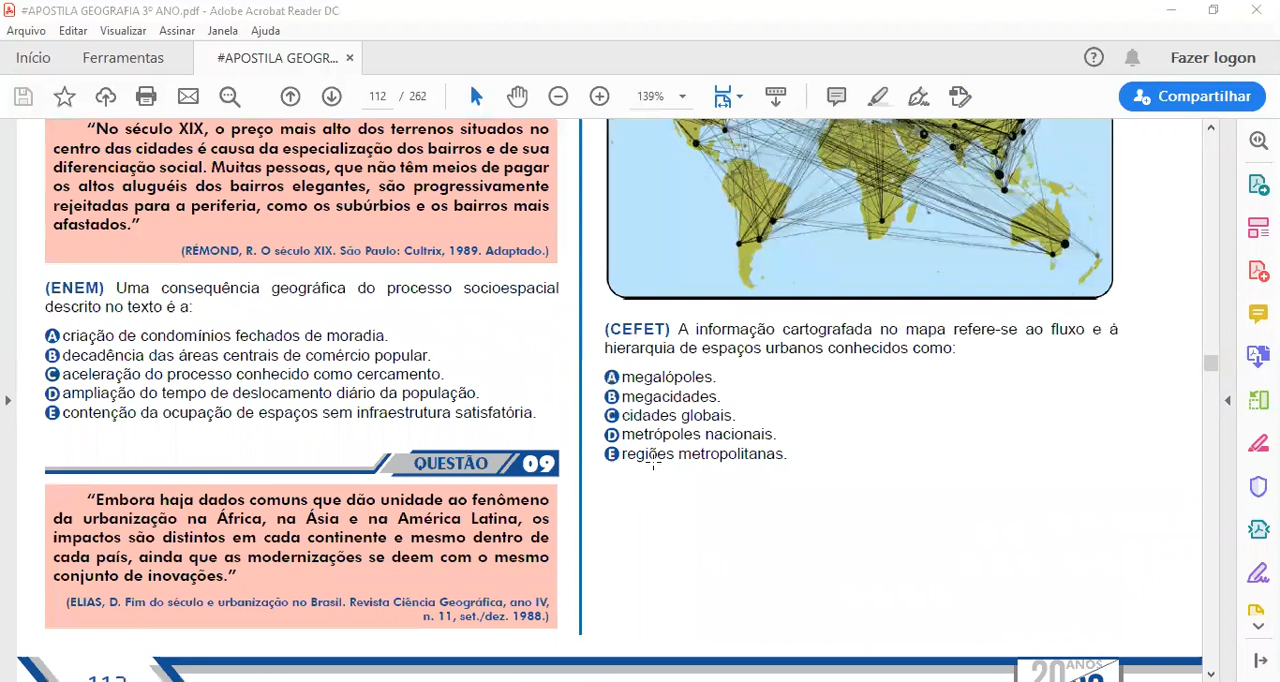 #APOSTILA GEOGRAFIA 3º ANO.pdf - Adobe Acrobat Reader DC
Arquivo Editar Visualizar Assinar Janela Ajuda
Início Ferramentas #APOSTILA GEOGR... ×
Fazer logon
112 / 262
139%
Compartilhar
“No século XIX, o preço mais alto dos terrenos situados no
centro das cidades é causa da especialização dos bairros e de sua
diferenciação social. Muitas pessoas, que não têm meios de pagar
os altos aluguéis dos bairros elegantes, são progressivamente
rejeitadas para a periferia, como os subúrbios e os bairros mais
afastados.”
(RÉMOND, R. O século XIX. São Paulo: Cultrix, 1989. Adaptado.)
(ENEM) Uma consequência geográfica do processo socioespacial
descrito no texto é a:
A criação de condomínios fechados de moradia.
B decadência das áreas centrais de comércio popular.
C aceleração do processo conhecido como cercamento.
D ampliação do tempo de deslocamento diário da população.
E contenção da ocupação de espaços sem infraestrutura satisfatória.
QUESTÃO 09
“Embora haja dados comuns que dão unidade ao fenômeno
da urbanização na África, na Ásia e na América Latina, os
impactos são distintos em cada continente e mesmo dentro de
cada país, ainda que as modernizações se deem com o mesmo
conjunto de inovações.”
(ELIAS, D. Fim do século e urbanização no Brasil. Revista Ciência Geográfica, ano IV,
n. 11, set./dez. 1988.)
(CEFET) A informação cartografada no mapa refere-se ao fluxo e à
hierarquia de espaços urbanos conhecidos como:
A megalópoles.
B megacidades.
C cidades globais.
D metrópoles nacionais.
E regiões metropolitanas.
20 ANOS